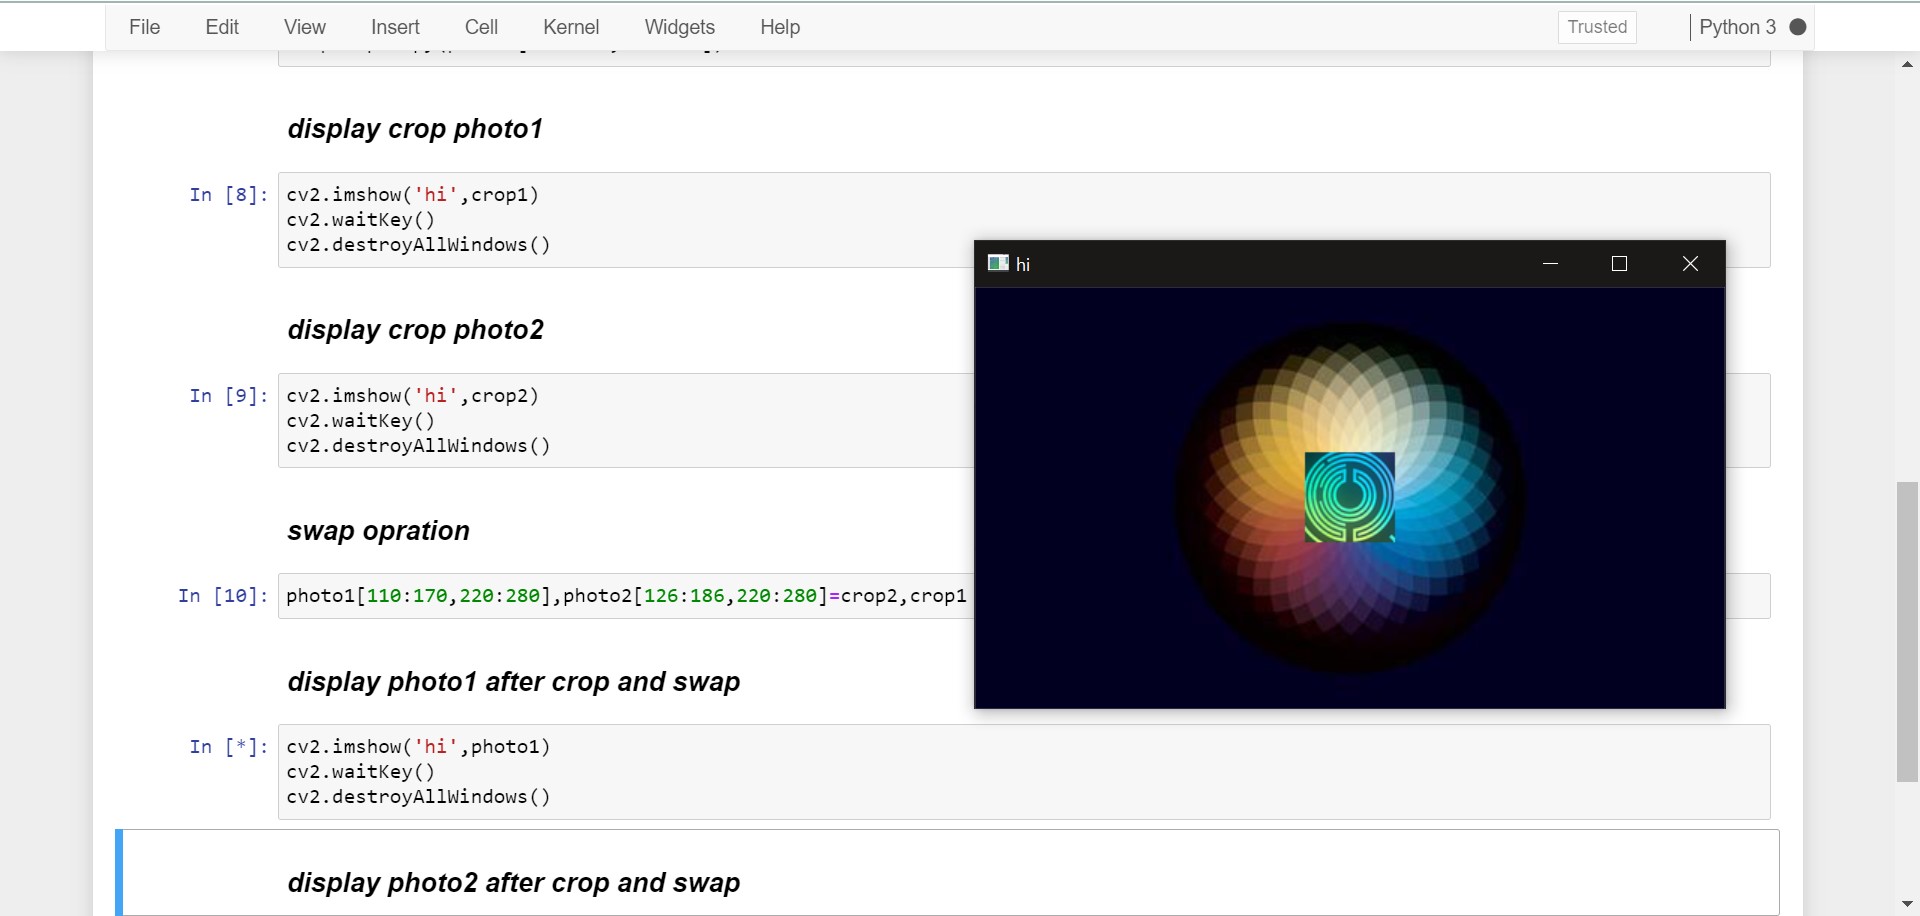 File Edit View Insert Cell Kernel Widgets Help Trusted Python 3
display crop photo1
In [8]: cv2.imshow('hi',crop1)
cv2.waitKey()
cv2.destroyAllWindows()
hi
display crop photo2
In [9]: cv2.imshow('hi',crop2)
cv2.waitKey()
cv2.destroyAllWindows()
swap opration
In [10]: photo1[110:170,220:280],photo2[126:186,220:280]=crop2,crop1
display photo1 after crop and swap
In [*]: cv2.imshow('hi',photo1)
cv2.waitKey()
cv2.destroyAllWindows()
display photo2 after crop and swap